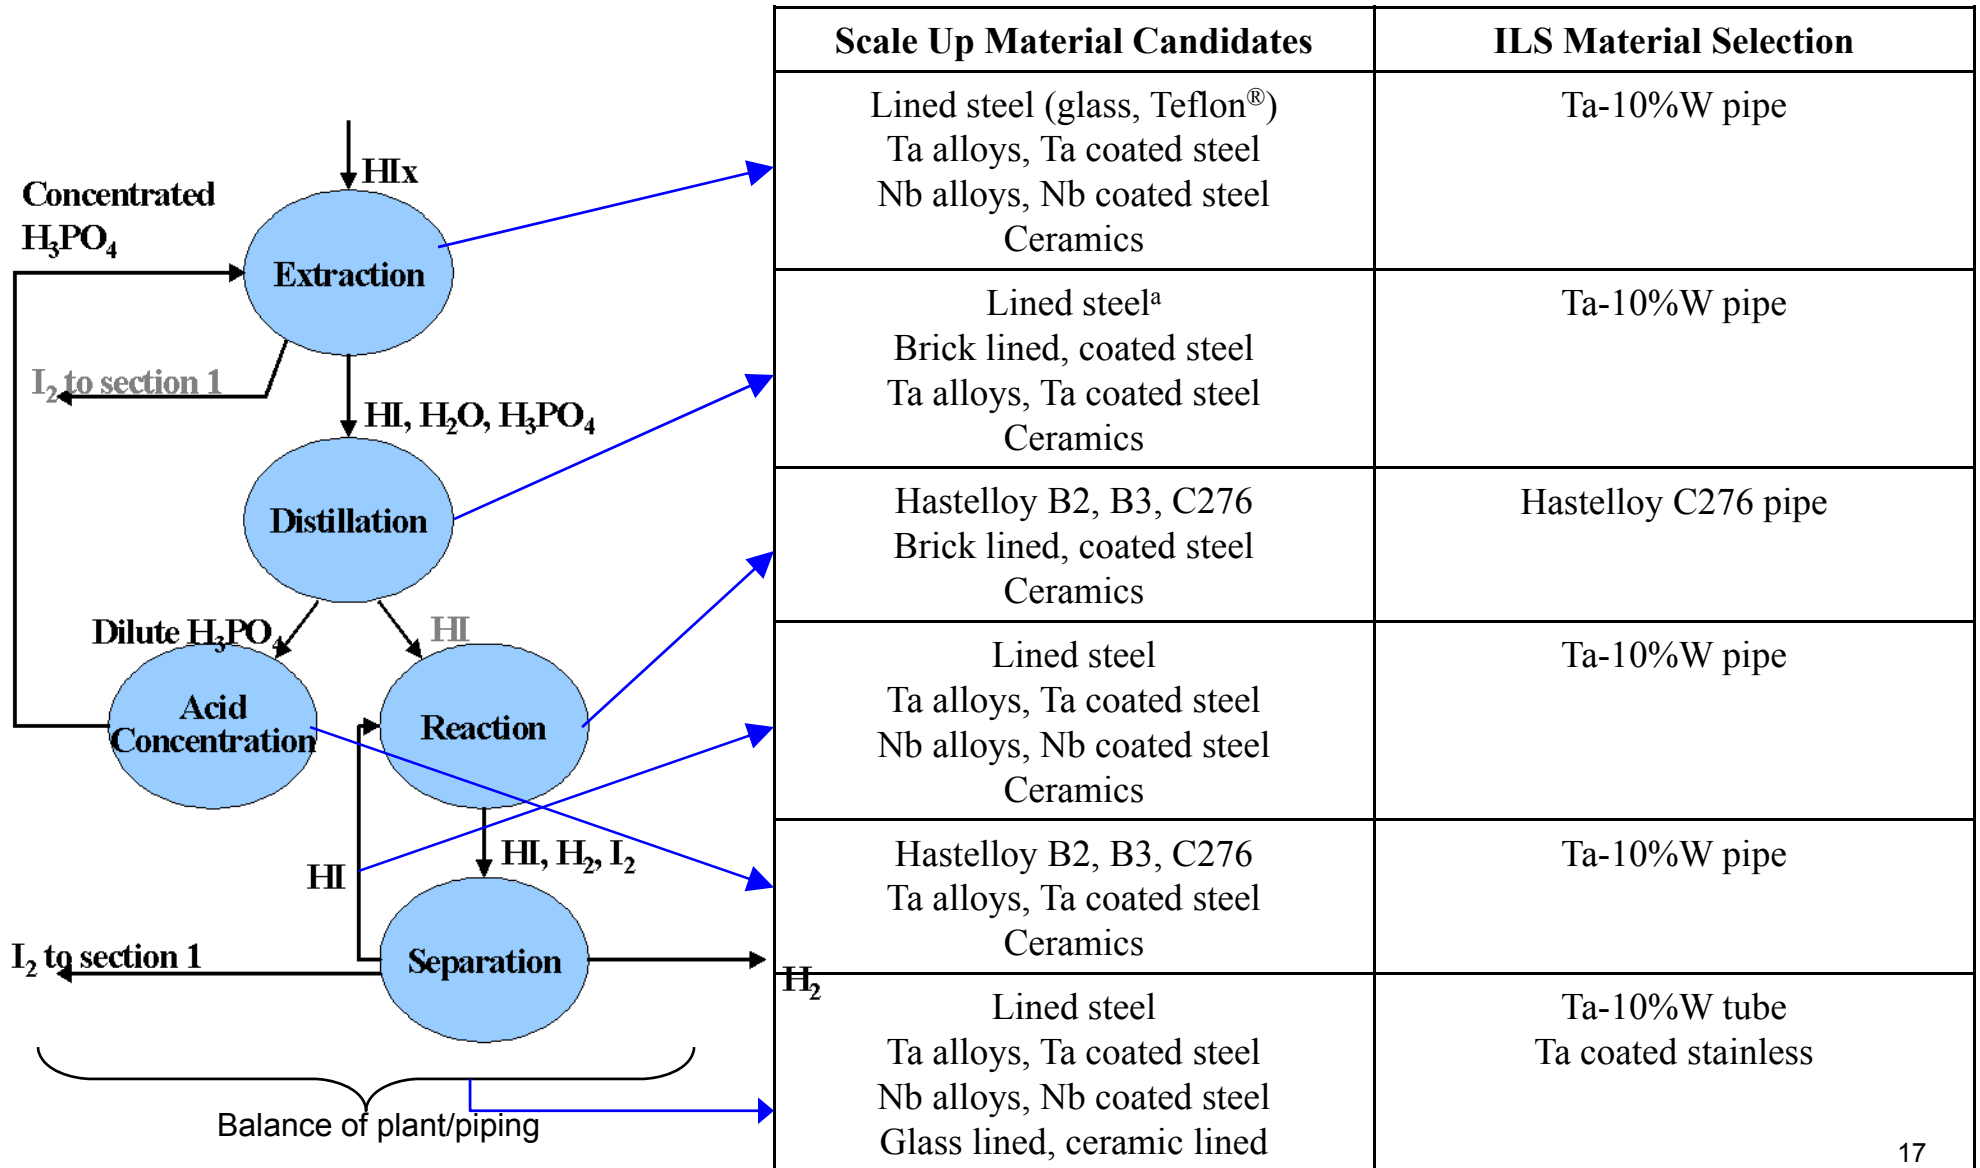 HIx
Concentrated
H₃PO₄
Extraction
I₂ to section 1
HI, H₂O, H₃PO₄
Distillation
Dilute H₃PO₄
HI
Acid
Concentration
Reaction
HI
HI, H₂, I₂
I₂ to section 1
Separation
H₂
Balance of plant/piping
Scale Up Material Candidates
ILS Material Selection
Lined steel (glass, Teflon®)
Ta alloys, Ta coated steel
Nb alloys, Nb coated steel
Ceramics
Ta-10%W pipe
Lined steelᵃ
Brick lined, coated steel
Ta alloys, Ta coated steel
Ceramics
Ta-10%W pipe
Hastelloy B2, B3, C276
Brick lined, coated steel
Ceramics
Hastelloy C276 pipe
Lined steel
Ta alloys, Ta coated steel
Nb alloys, Nb coated steel
Ceramics
Ta-10%W pipe
Hastelloy B2, B3, C276
Ta alloys, Ta coated steel
Ceramics
Ta-10%W pipe
Lined steel
Ta alloys, Ta coated steel
Nb alloys, Nb coated steel
Glass lined, ceramic lined
Ta-10%W tube
Ta coated stainless
17